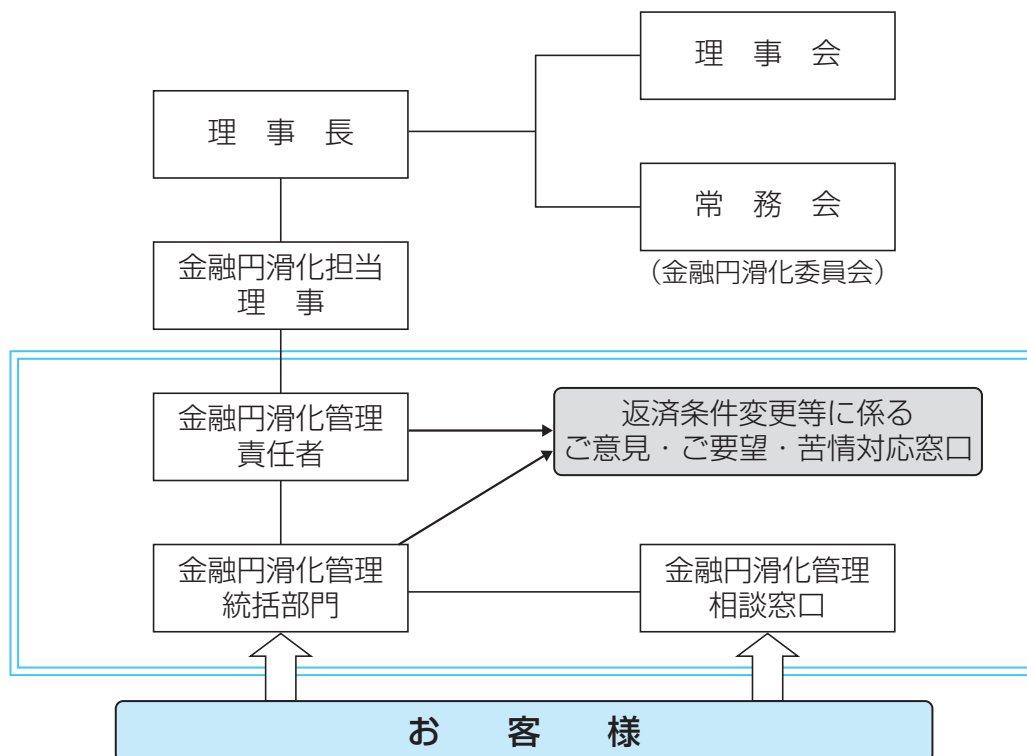 理　事　会
理　事　長
常　務　会
（金融円滑化委員会）
金融円滑化担当
理　事
金融円滑化管理
責任者
返済条件変更等に係る
ご意見・ご要望・苦情対応窓口
金融円滑化管理
統括部門
金融円滑化管理
相談窓口
お　客　様